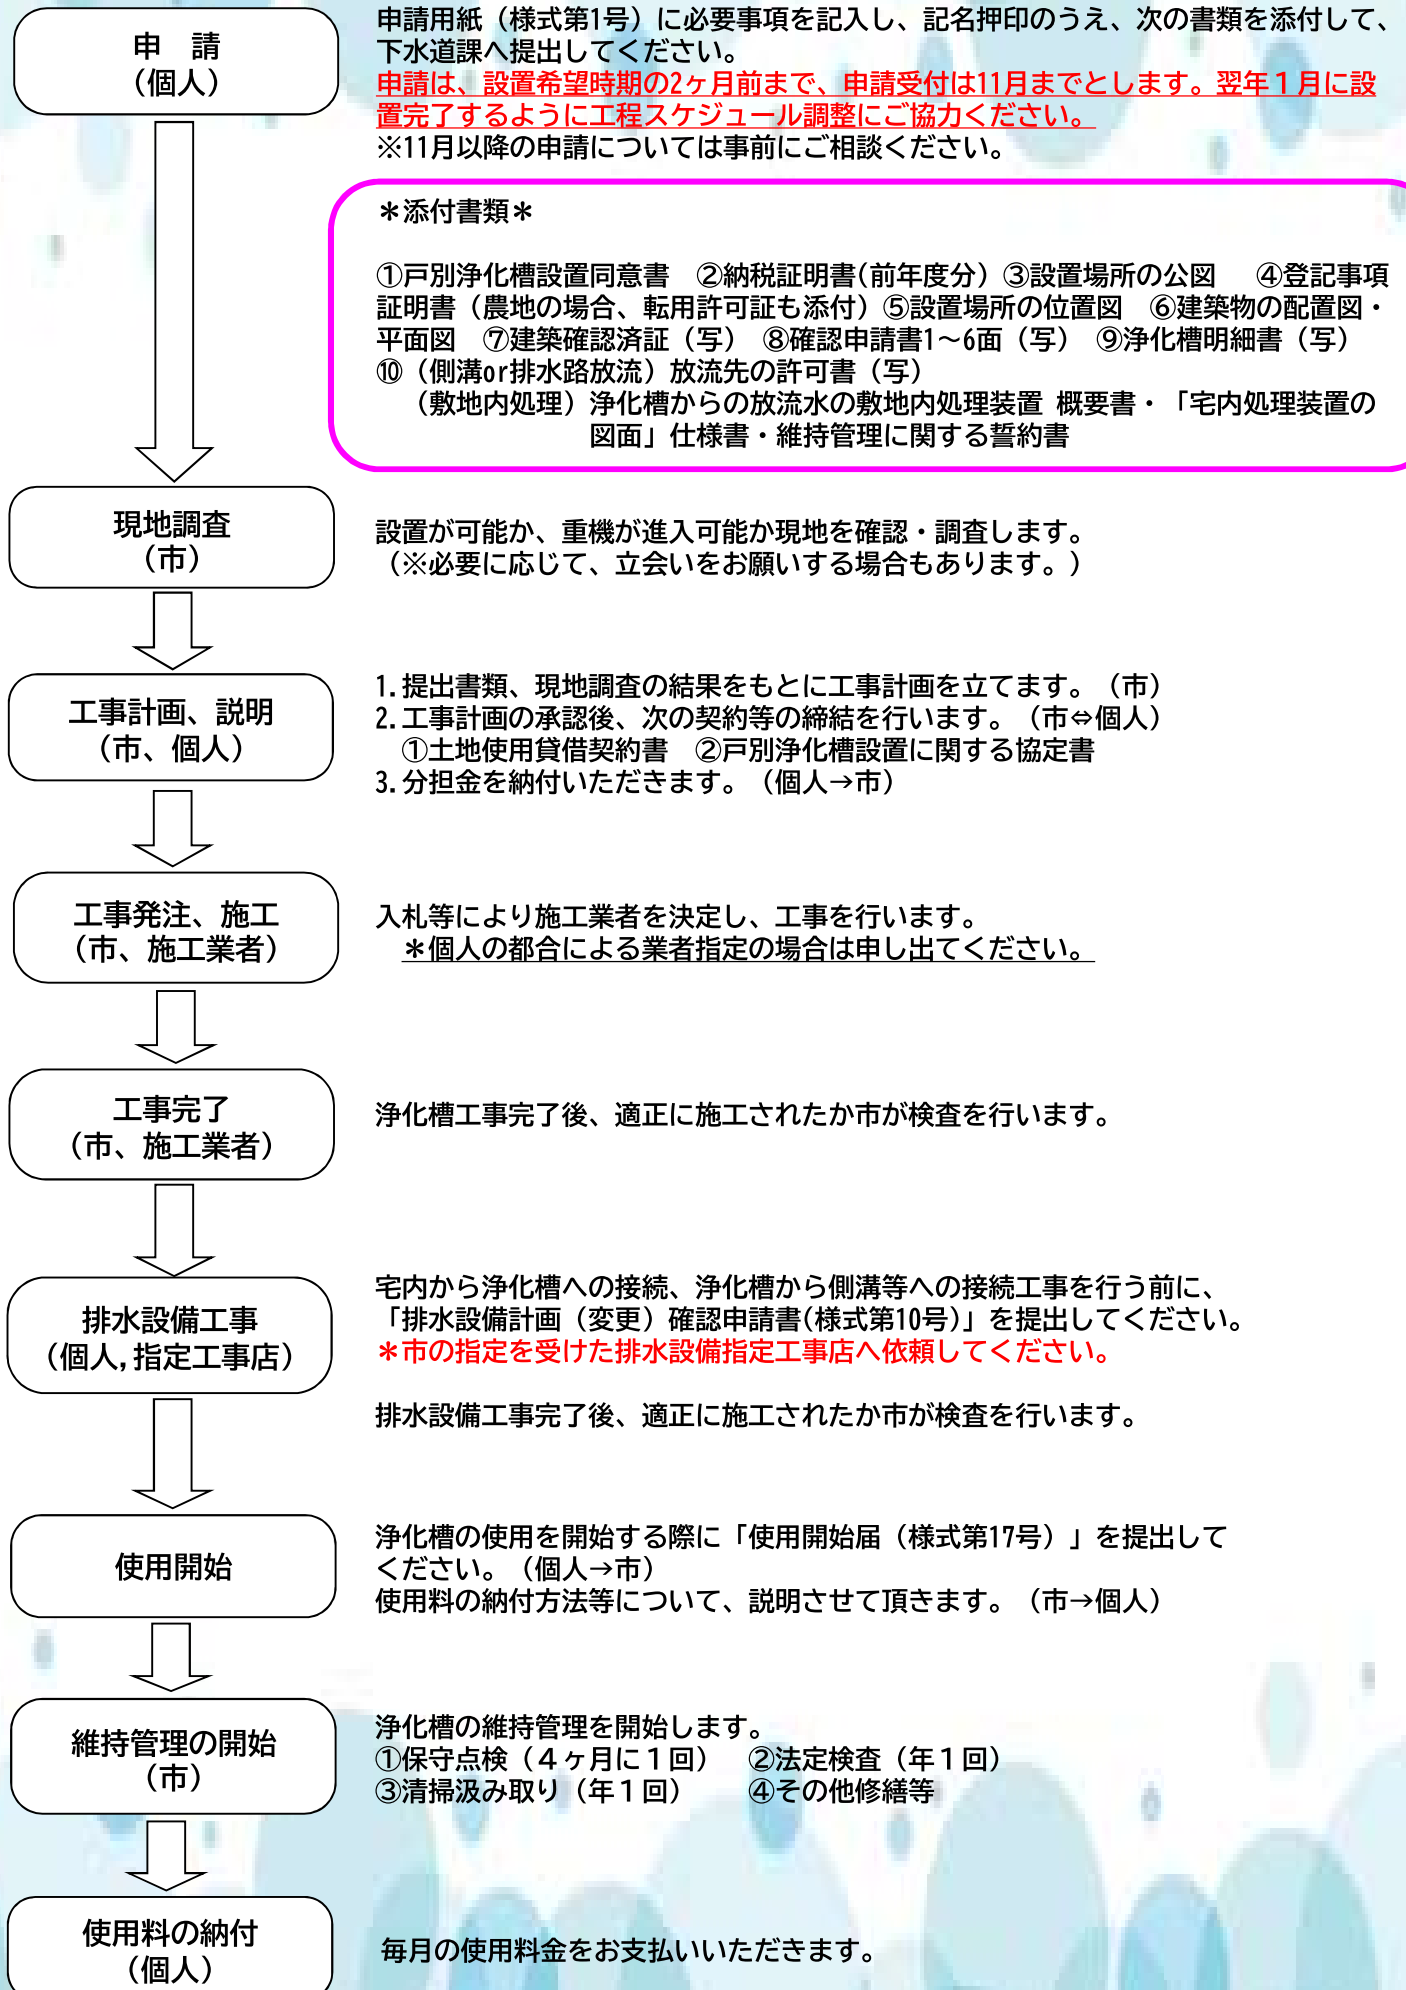 申　請
（個人）
申請用紙（様式第1号）に必要事項を記入し、記名押印のうえ、次の書類を添付して、
下水道課へ提出してください。
申請は、設置希望時期の2ヶ月前まで、申請受付は11月までとします。翌年１月に設
置完了するように工程スケジュール調整にご協力ください。
※11月以降の申請については事前にご相談ください。
＊添付書類＊
①戸別浄化槽設置同意書　②納税証明書(前年度分）③設置場所の公図　④登記事項
証明書（農地の場合、転用許可証も添付）⑤設置場所の位置図　⑥建築物の配置図・
平面図　⑦建築確認済証（写）　⑧確認申請書1～6面（写）　⑨浄化槽明細書（写）
⑩（側溝or排水路放流）放流先の許可書（写）
（敷地内処理）浄化槽からの放流水の敷地内処理装置 概要書・「宅内処理装置の
図面」仕様書・維持管理に関する誓約書
現地調査
（市）
設置が可能か、重機が進入可能か現地を確認・調査します。
（※必要に応じて、立会いをお願いする場合もあります。）
工事計画、説明
（市、個人）
1.提出書類、現地調査の結果をもとに工事計画を立てます。（市）
2.工事計画の承認後、次の契約等の締結を行います。（市⇔個人）
①土地使用貸借契約書　②戸別浄化槽設置に関する協定書
3.分担金を納付いただきます。（個人→市）
工事発注、施工
（市、施工業者）
入札等により施工業者を決定し、工事を行います。
＊個人の都合による業者指定の場合は申し出てください。
工事完了
（市、施工業者）
浄化槽工事完了後、適正に施工されたか市が検査を行います。
排水設備工事
（個人,指定工事店）
宅内から浄化槽への接続、浄化槽から側溝等への接続工事を行う前に、
「排水設備計画（変更）確認申請書(様式第10号)」を提出してください。
＊市の指定を受けた排水設備指定工事店へ依頼してください。
排水設備工事完了後、適正に施工されたか市が検査を行います。
使用開始
浄化槽の使用を開始する際に「使用開始届（様式第17号）」を提出して
ください。（個人→市）
使用料の納付方法等について、説明させて頂きます。（市→個人）
維持管理の開始
（市）
浄化槽の維持管理を開始します。
①保守点検（４ヶ月に１回）　②法定検査（年１回）
③清掃汲み取り（年１回）　④その他修繕等
使用料の納付
（個人）
毎月の使用料金をお支払いいただきます。